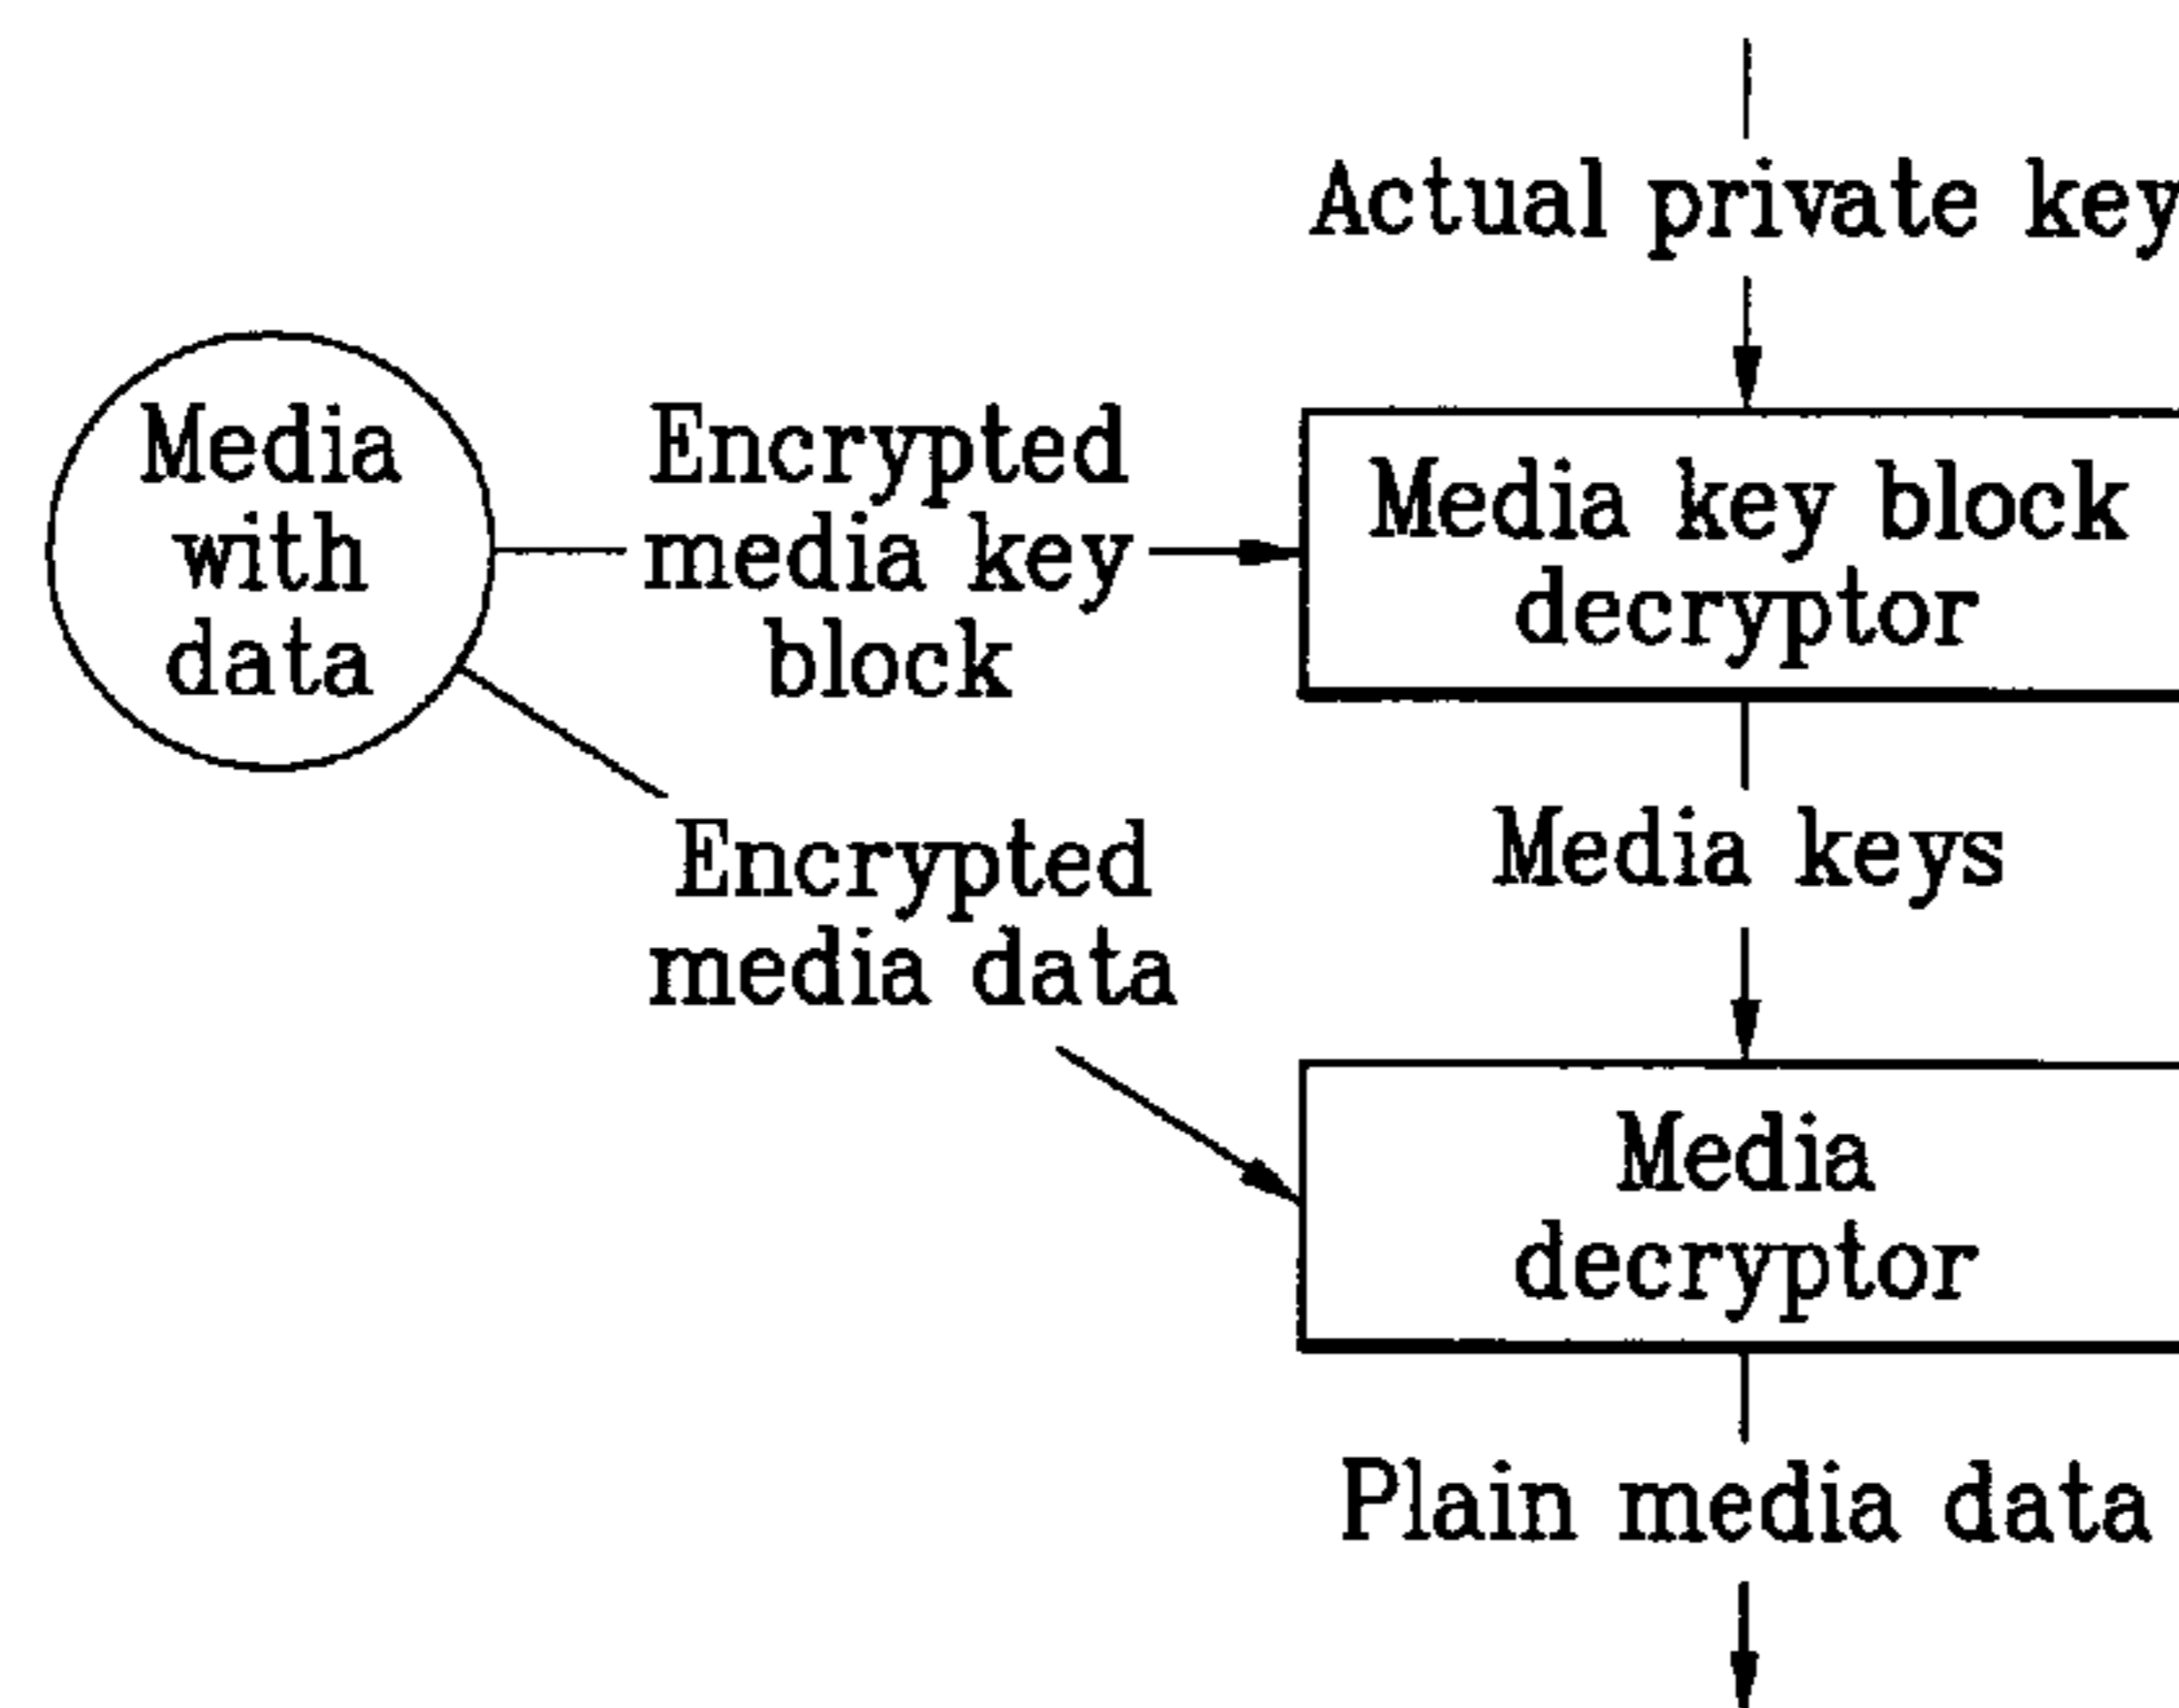 Actual private key
Media
with
data
Encrypted
media key
block
Media key block
decryptor
Media keys
Encrypted
media data
Media
decryptor
Plain media data